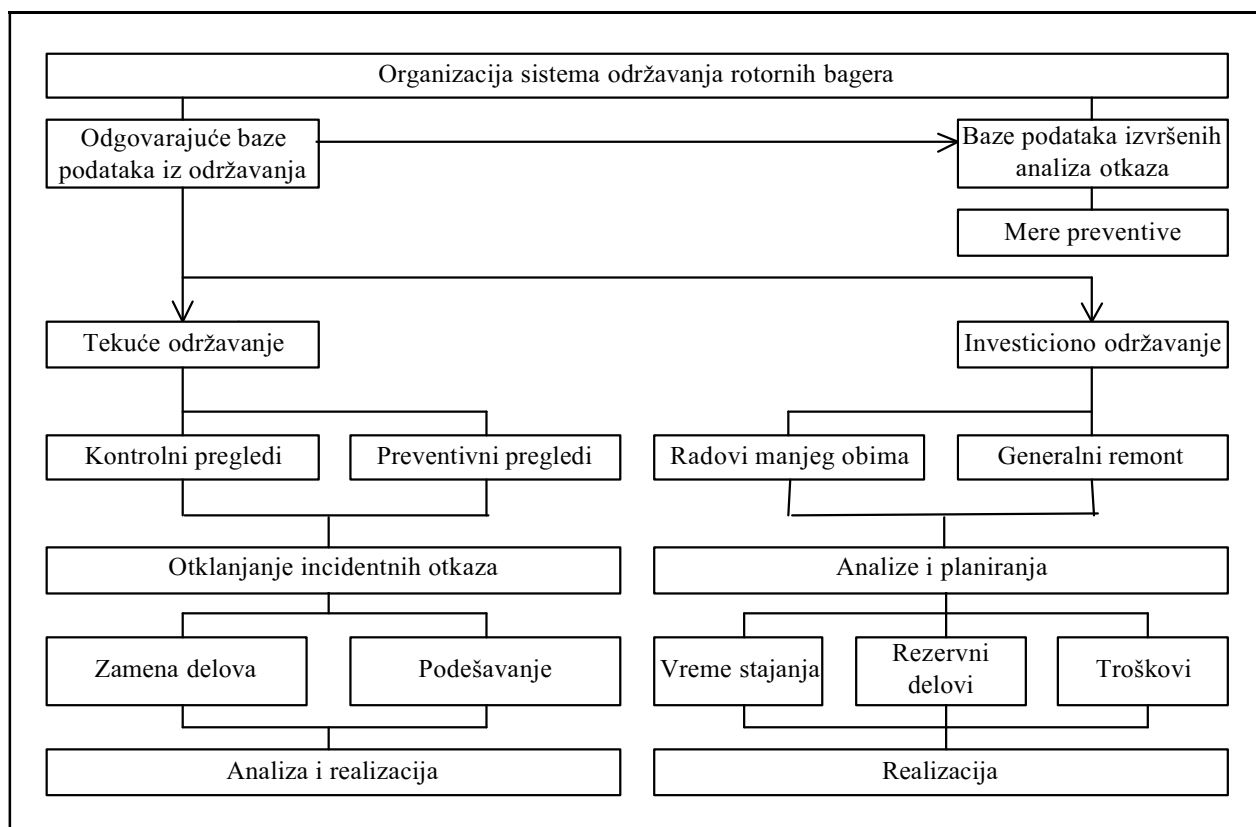 Organizacija sistema održavanja rotornih bagera
Odgovarajuće baze
podataka iz održavanja
Baze podataka izvršenih
analiza otkaza
Mere preventive
Tekuće održavanje
Investiciono održavanje
Kontrolni pregledi
Preventivni pregledi
Radovi manjeg obima
Generalni remont
Otklanjanje incidentnih otkaza
Analize i planiranja
Zamena delova
Podešavanje
Vreme stajanja
Rezervni
delovi
Troškovi
Analiza i realizacija
Realizacija